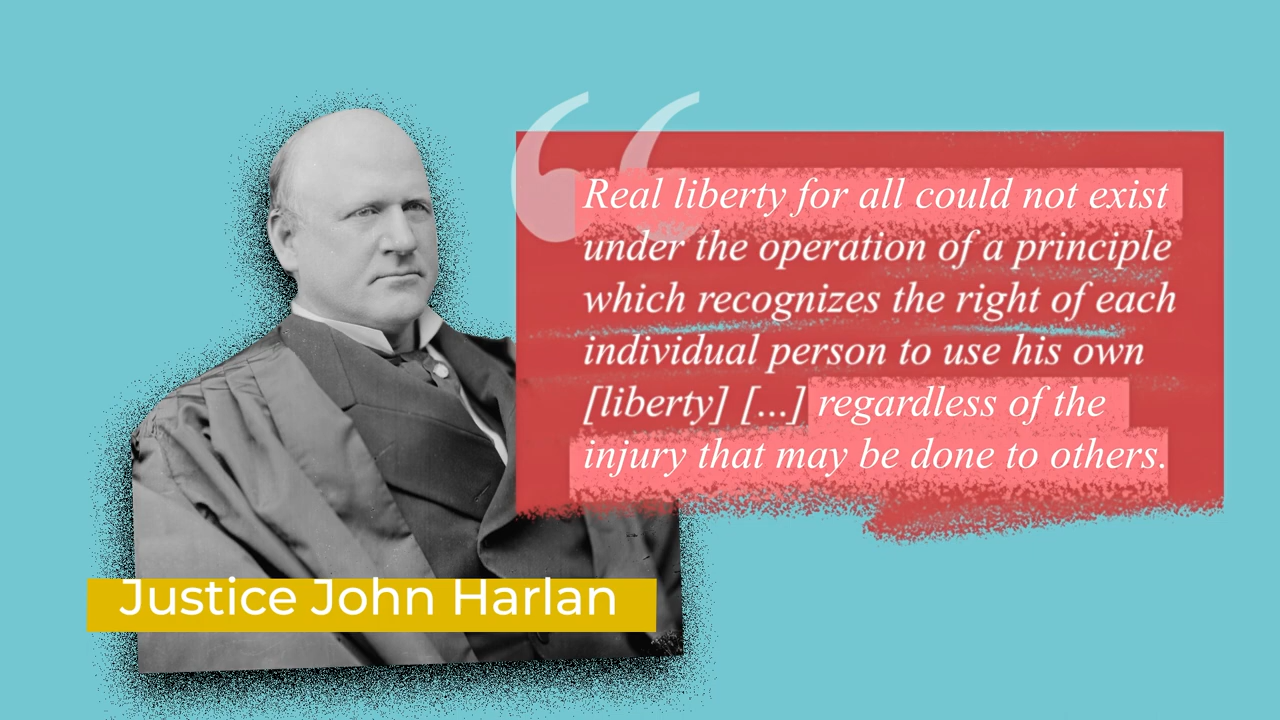 Real liberty for all could not exist
under the operation of a principle
which recognizes the right of each
individual person to use his own
[liberty] [...] regardless of the
injury that may be done to others.
Justice John Harlan